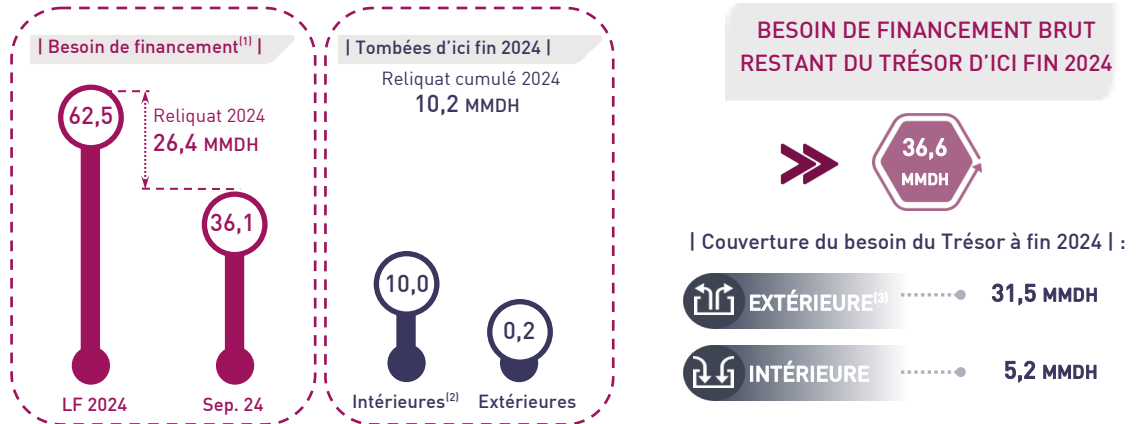 | Besoin de financement(1) |
62,5
Reliquat 2024
26,4 MMDH
36,1
LF 2024
Sep. 24
| Tombées d'ici fin 2024 |
Reliquat cumulé 2024
10,2 MMDH
10,0
0,2
Intérieures(2)
Extérieures
BESOIN DE FINANCEMENT BRUT
RESTANT DU TRÉSOR D'ICI FIN 2024
36,6
MMDH
| Couverture du besoin du Trésor à fin 2024 | :
EXTÉRIEURE(3)
31,5 MMDH
INTÉRIEURE
5,2 MMDH